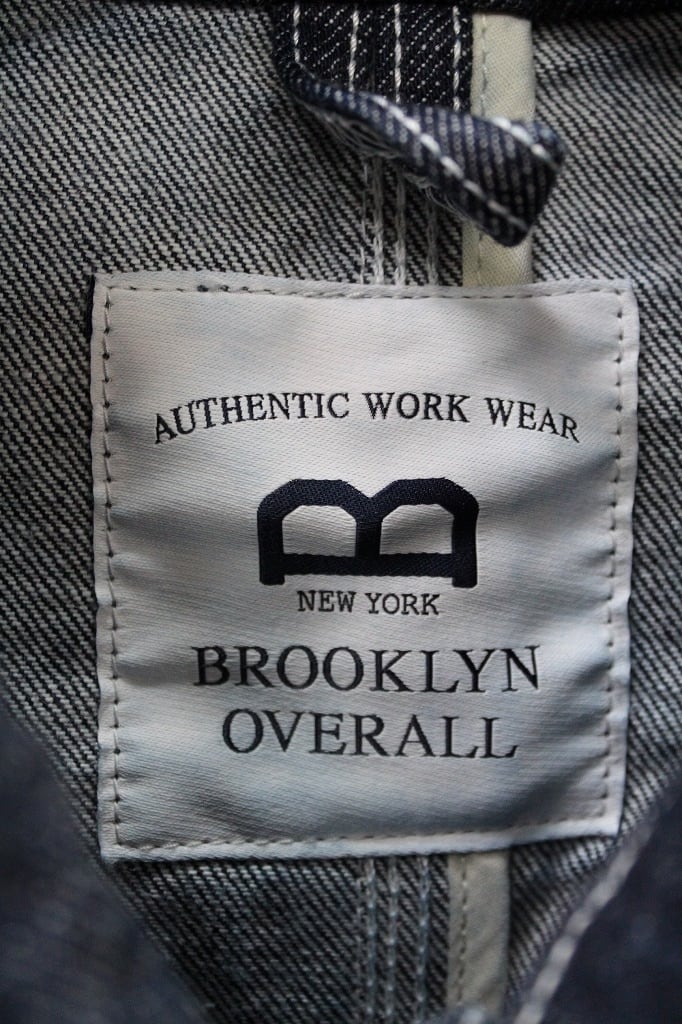 AUTHENTIC WORK WEAR
B
NEW YORK
BROOKLYN
OVERALL